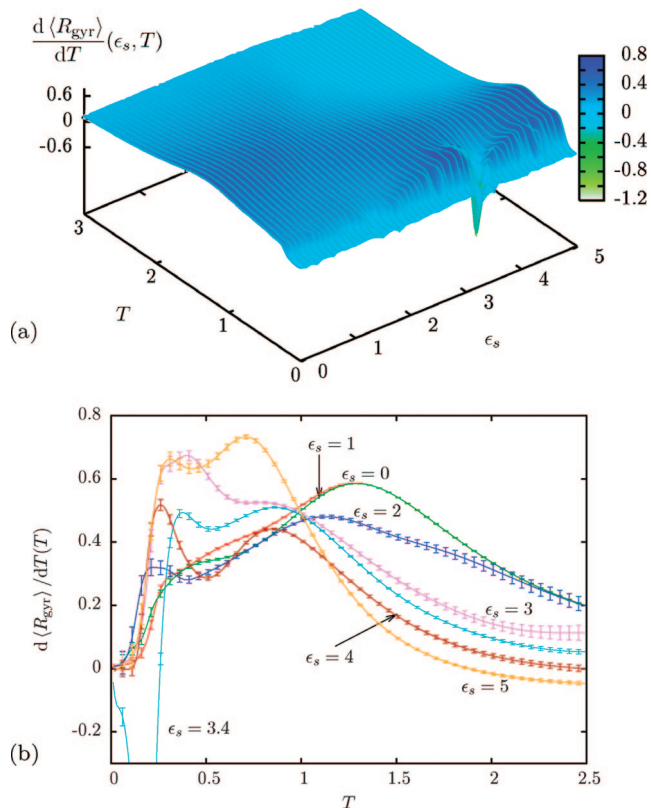 d ⟨R_gyr⟩
dT (ϵ_s, T)
0.6
0
-0.6
3
2
1
0
T
0
1
2
3
4
5
ϵ_s
0.8
0.4
0
-0.4
-0.8
-1.2
(a)
0.8
0.6
0.4
0.2
0
-0.2
d ⟨R_gyr⟩ /dT(T)
ϵ_s = 1
ϵ_s = 0
ϵ_s = 2
ϵ_s = 3
ϵ_s = 4
ϵ_s = 5
ϵ_s = 3.4
0 0.5 1 1.5 2 2.5
T
(b)